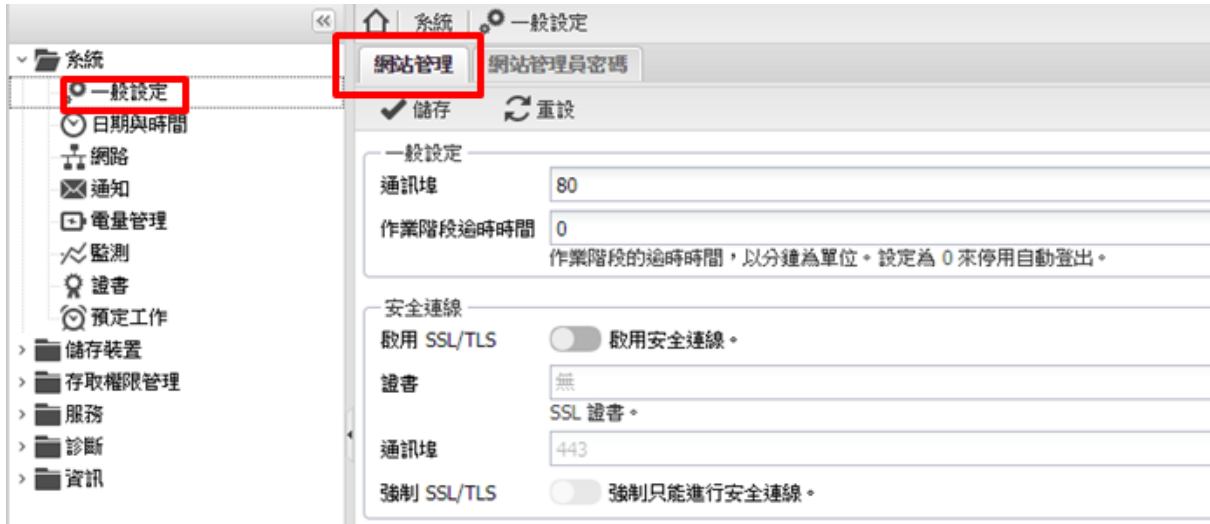 系統
一般設定
日期與時間
網路
通知
電量管理
監測
證書
預定工作
儲存裝置
存取權限管理
服務
診斷
資訊
系統 一般設定
網站管理 網站管理員密碼
儲存 重設
一般設定
通訊埠 80
作業階段逾時時間 0
作業階段的逾時時間，以分鐘為單位。設定為 0 來停用自動登出。
安全連線
啟用 SSL/TLS 啟用安全連線。
證書 無
SSL 證書。
通訊埠 443
強制 SSL/TLS 強制只能進行安全連線。